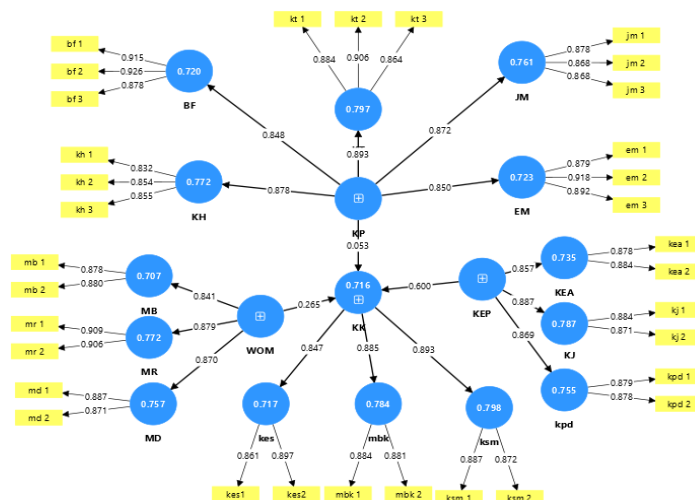 kt 1 kt 2 kt 3
bf 1 0.915
bf 2 0.926
bf 3 0.878
0.720
BF
0.884 0.906 0.864
0.797
0.893
0.761
JM
0.878 jm 1
0.868 jm 2
0.868 jm 3
0.848
0.872
kh 1 0.832
kh 2 0.854
kh 3 0.855
0.772
KH
0.878
KP
0.850
0.723
EM
0.879 em 1
0.918 em 2
0.892 em 3
0.053
mb 1 0.878
mb 2 0.880
0.707
MB
0.841
mr 1 0.909
mr 2 0.906
0.772
MR
0.879
WOM
0.265
0.870
md 1 0.887
md 2 0.871
0.757
MD
0.716
KK
0.600
KEP
0.857
0.735
KEA
0.878 kea 1
0.884 kea 2
0.887
0.787
KJ
0.884 kj 1
0.871 kj 2
0.869
0.755
kpd
0.879 kpd 1
0.878 kpd 2
0.847 0.885 0.893
0.717
kes
0.784
mbk
0.798
ksm
0.861 0.897 0.884 0.881 0.887 0.872
kes1 kes2 mbk 1 mbk 2 ksm 1 ksm 2